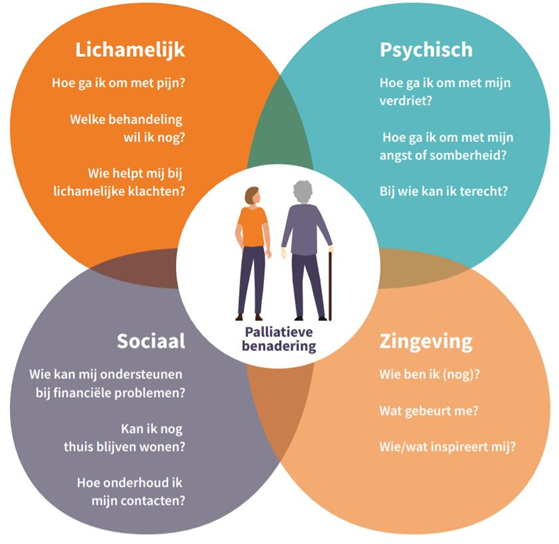 Lichamelijk
Hoe ga ik om met pijn?
Welke behandeling
wil ik nog?
Wie helpt mij bij
lichamelijke klachten?
Psychisch
Hoe ga ik om met mijn
verdriet?
Hoe ga ik om met mijn
angst of somberheid?
Bij wie kan ik terecht?
Palliatieve
benadering
Sociaal
Wie kan mij ondersteunen
bij financiële problemen?
Kan ik nog
thuis blijven wonen?
Hoe onderhoud ik
mijn contacten?
Zingeving
Wie ben ik (nog)?
Wat gebeurt me?
Wie/wat inspireert mij?